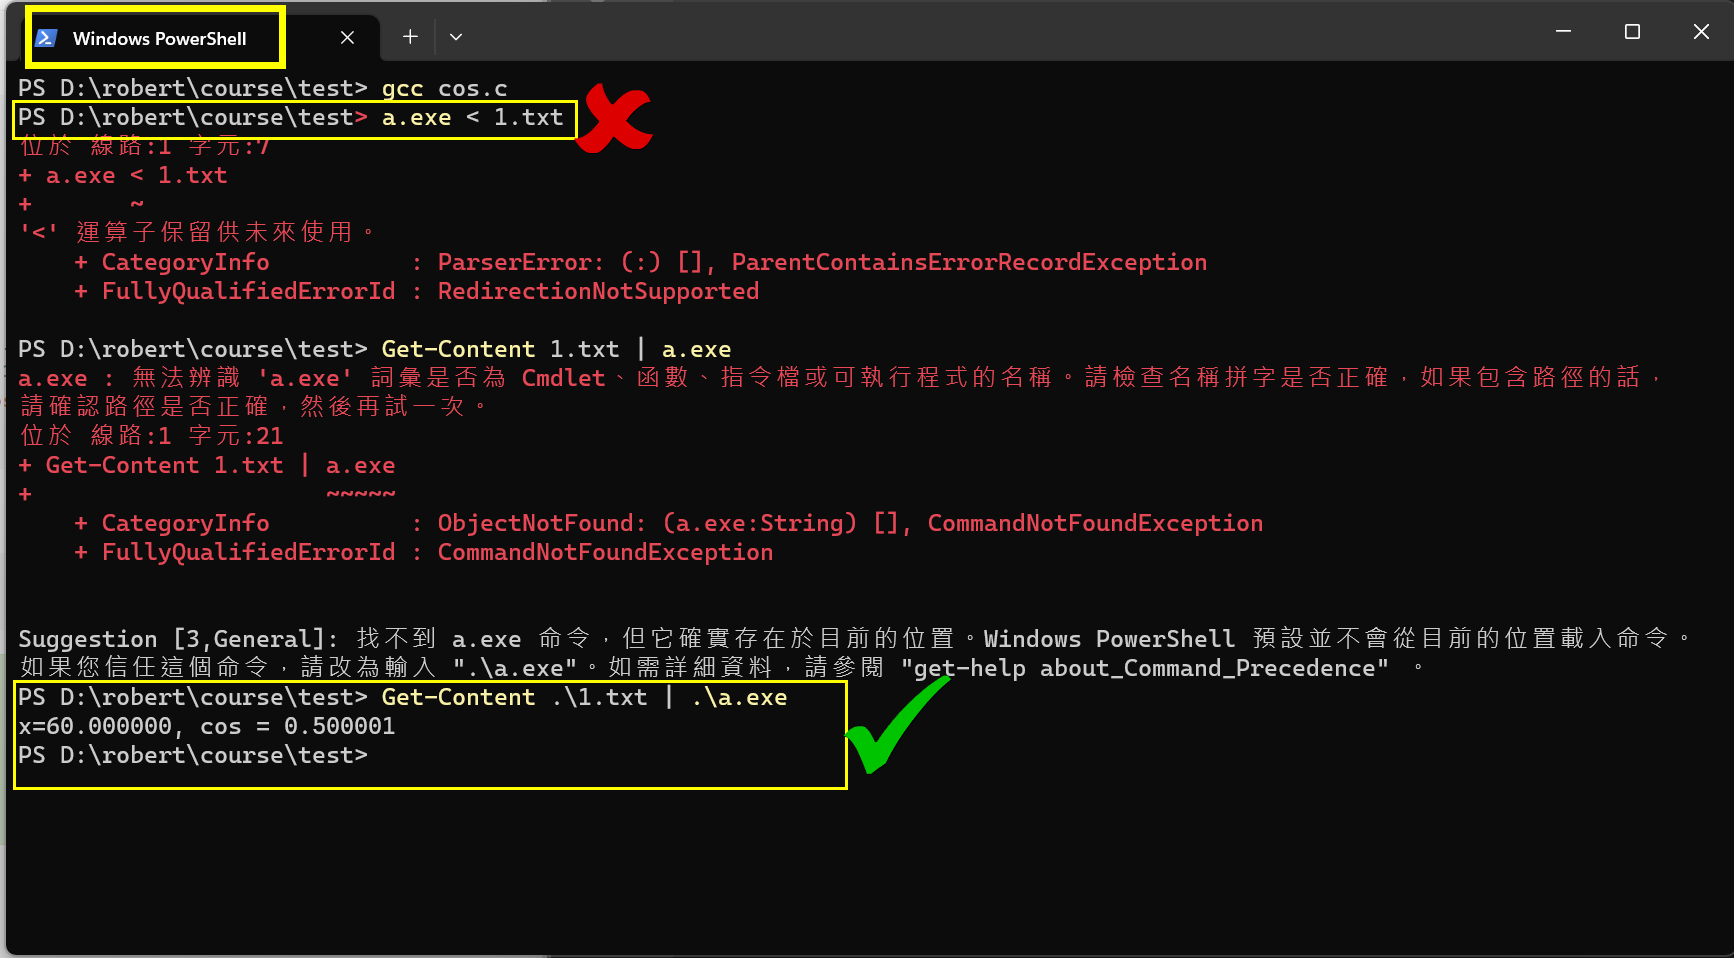 Windows PowerShell
PS D:\robert\course\test> gcc cos.c
PS D:\robert\course\test> a.exe < 1.txt
位於 線路:1 字元:7
+ a.exe < 1.txt
+       ~
'<' 運算子保留供未來使用。
    + CategoryInfo          : ParserError: (:) [], ParentContainsErrorRecordException
    + FullyQualifiedErrorId : RedirectionNotSupported
PS D:\robert\course\test> Get-Content 1.txt | a.exe
a.exe : 無法辨識 'a.exe' 詞彙是否為 Cmdlet、函數、指令檔或可執行程式的名稱。請檢查名稱拼字是否正確，如果包含路徑的話，
請確認路徑是否正確，然後再試一次。
位於 線路:1 字元:21
+ Get-Content 1.txt | a.exe
+                     ~~~~~
    + CategoryInfo          : ObjectNotFound: (a.exe:String) [], CommandNotFoundException
    + FullyQualifiedErrorId : CommandNotFoundException
Suggestion [3,General]: 找不到 a.exe 命令，但它確實存在於目前的位置。Windows PowerShell 預設並不會從目前的位置載入命令。
如果您信任這個命令，請改為輸入 ".\a.exe"。如需詳細資料，請參閱 "get-help about_Command_Precedence" 。
PS D:\robert\course\test> Get-Content .\1.txt | .\a.exe
x=60.000000, cos = 0.500001
PS D:\robert\course\test>